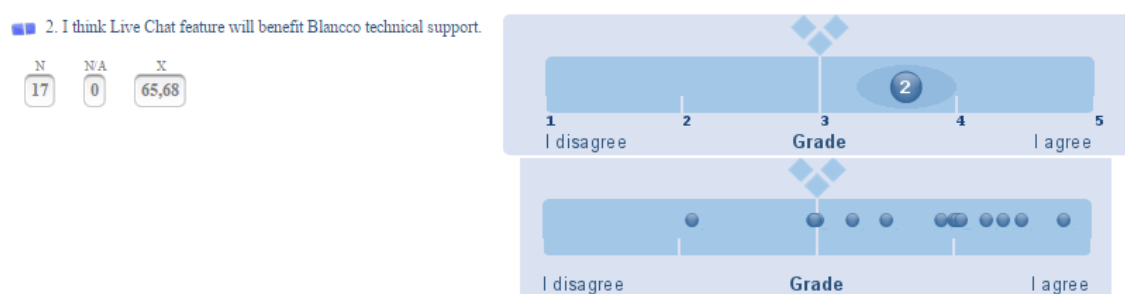 2. I think Live Chat feature will benefit Blancco technical support.
N N/A X
17 0 65,68
2
1 2 3 4 5
I disagree Grade I agree
I disagree Grade I agree